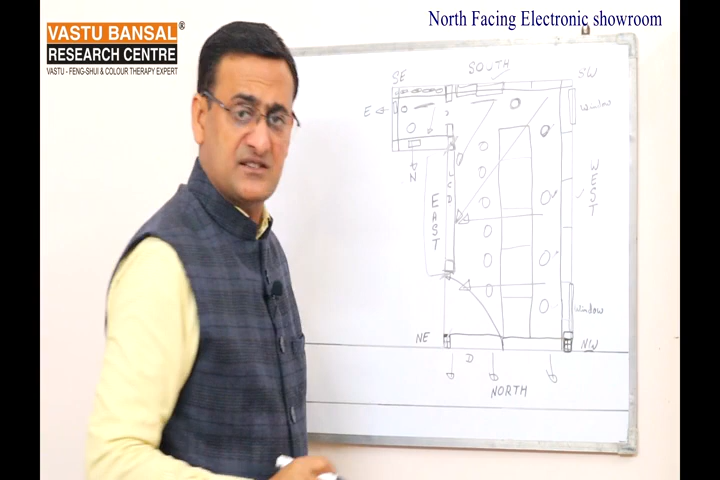 North Facing Electronic showroom
VASTU BANSAL®
RESEARCH CENTRE
VASTU - FENG-SHUI & COLOUR THERAPY EXPERT
SE
SOUTH
SW
E
Window
N
LCD
EAST
WEST
Window
NE
D
NW
NORTH